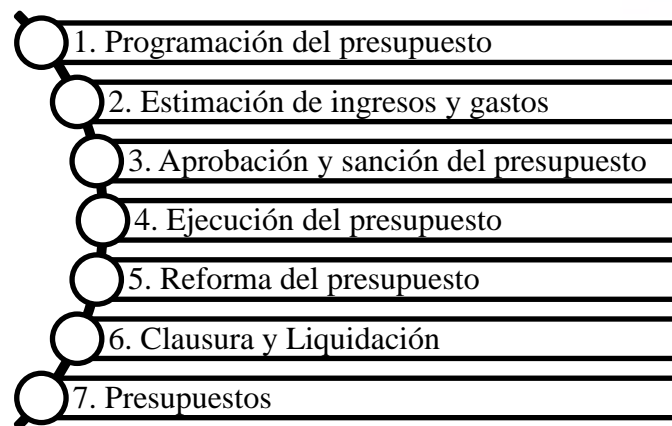 1. Programación del presupuesto
2. Estimación de ingresos y gastos
3. Aprobación y sanción del presupuesto
4. Ejecución del presupuesto
5. Reforma del presupuesto
6. Clausura y Liquidación
7. Presupuestos